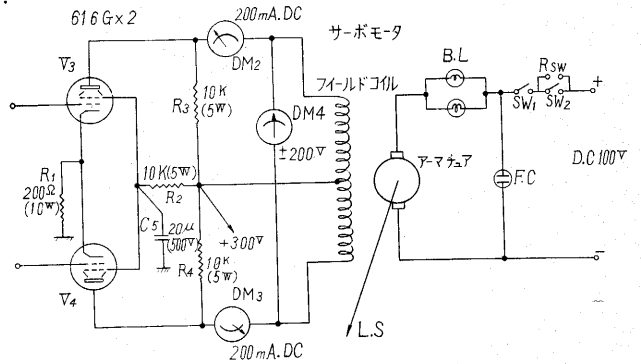 616G×2
200mA.DC
サーボモータ
V3
DM2
R3
10K
(5W)
フィールドコイル
DM4
±200V
B.L
RSW
SW1
SW2
+
アーマチュア
F.C
D.C 100V
R1
200Ω
(10W)
10K(5W)
R2
C5
20μ
(500V)
+300V
R4
10K
(5W)
V4
DM3
200mA.DC
L.S
−